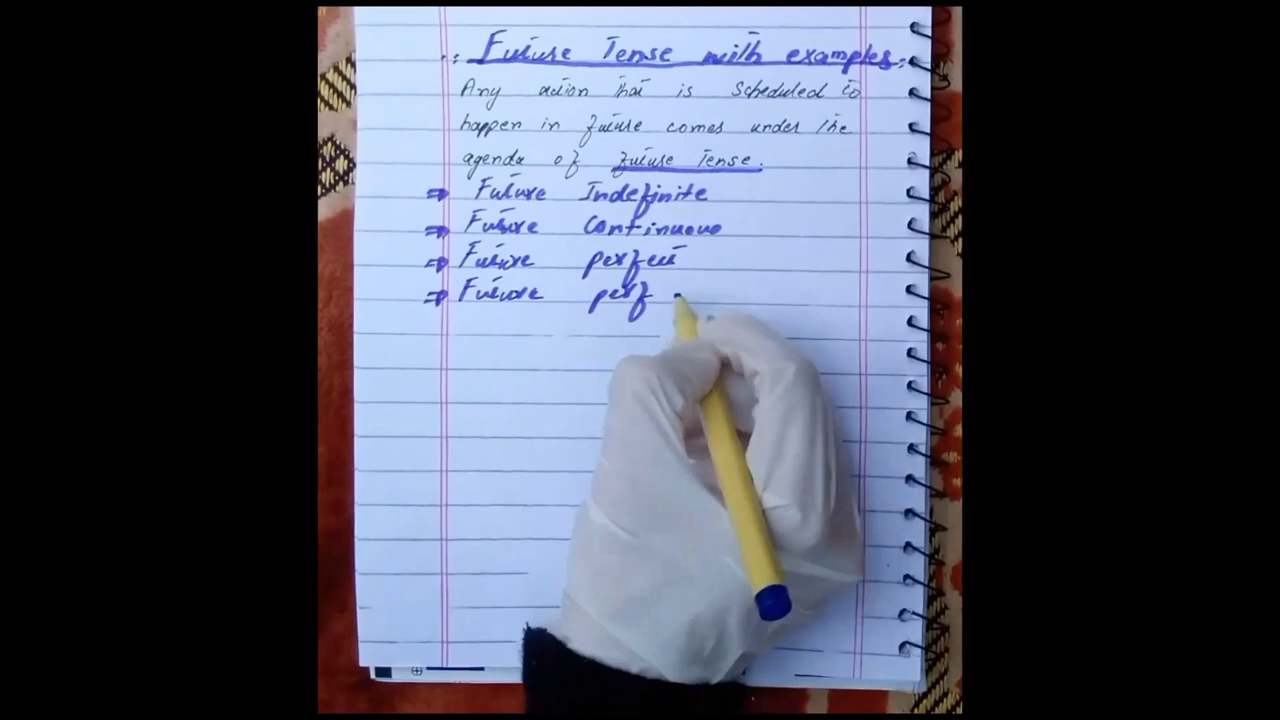 Future Tense with examples
Any action that is scheduled to
happen in future comes under the
agenda of future Tense.
⇒ Future Indefinite
⇒ Future Continuous
⇒ Future perfect
⇒ Future perf